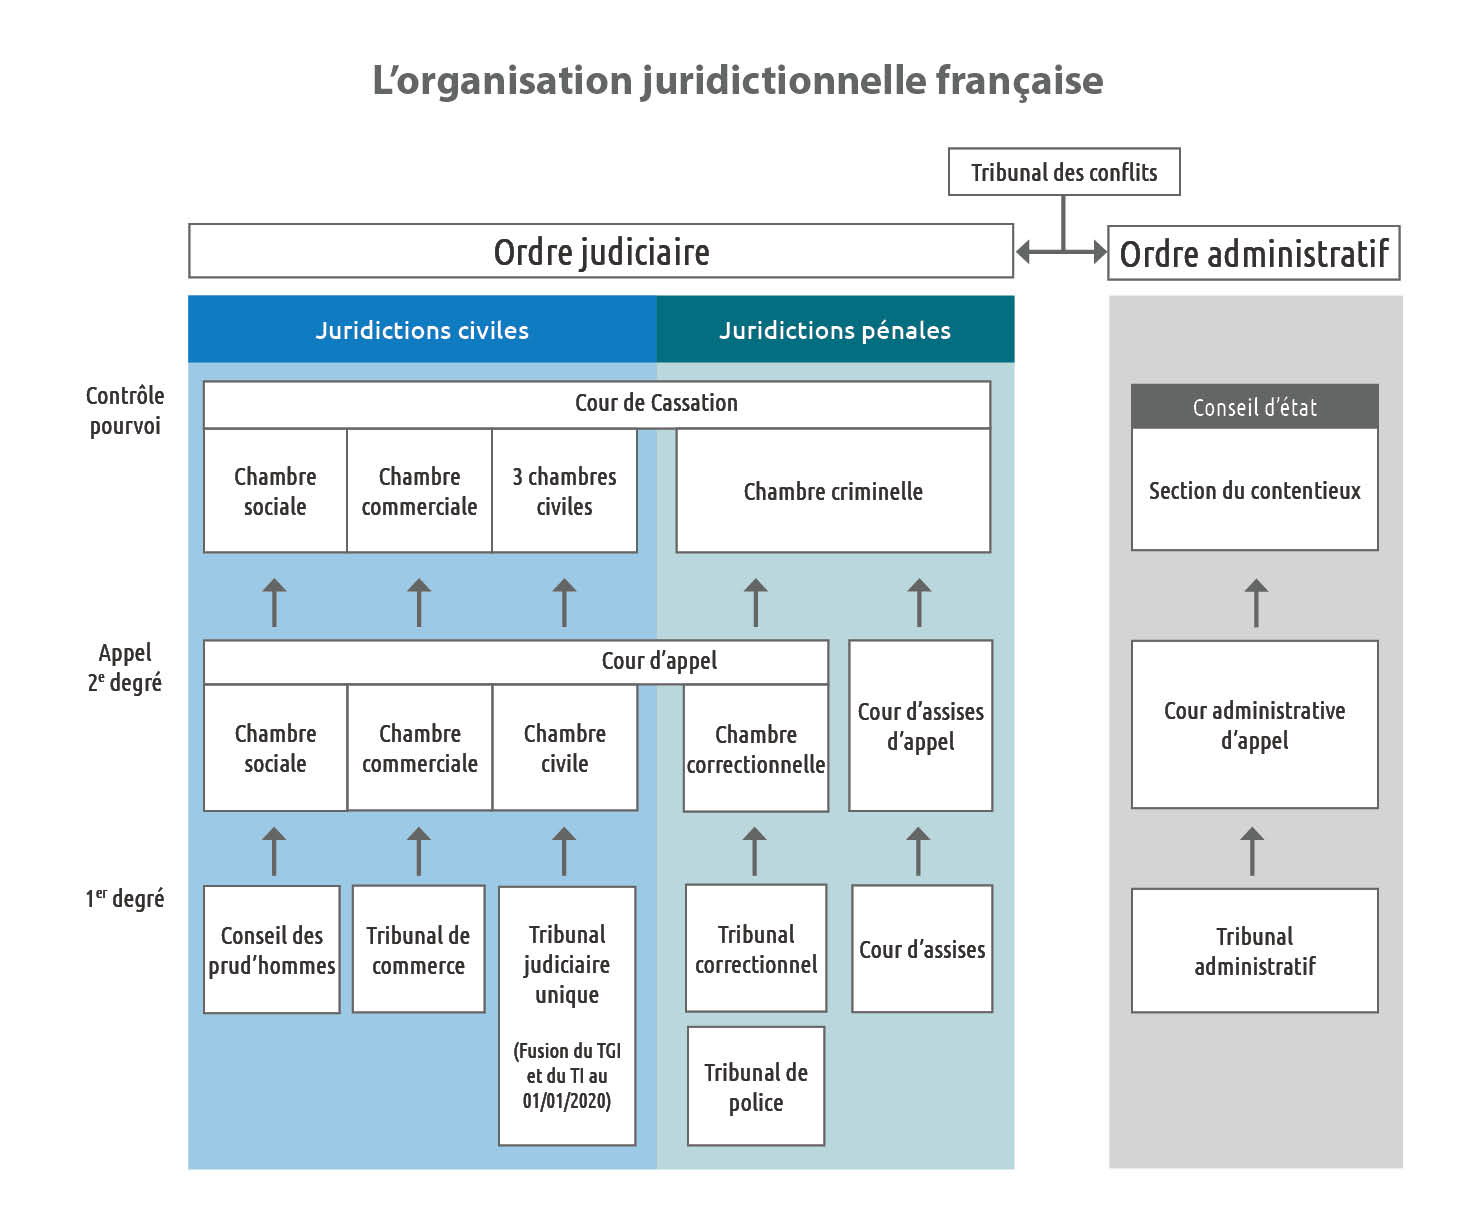 L’organisation juridictionnelle française
Tribunal des conflits
Ordre judiciaire
Ordre administratif
Juridictions civiles
Juridictions pénales
Contrôle
pourvoi
Cour de Cassation
Chambre
sociale
Chambre
commerciale
3 chambres
civiles
Chambre criminelle
Conseil d’état
Section du contentieux
Appel
2e degré
Cour d’appel
Chambre
sociale
Chambre
commerciale
Chambre
civile
Chambre
correctionnelle
Cour d’assises
d’appel
Cour administrative
d’appel
1er degré
Conseil des
prud’hommes
Tribunal de
commerce
Tribunal
judiciaire
unique
(Fusion du TGI
et du TI au
01/01/2020)
Tribunal
correctionnel
Cour d’assises
Tribunal
administratif
Tribunal de
police